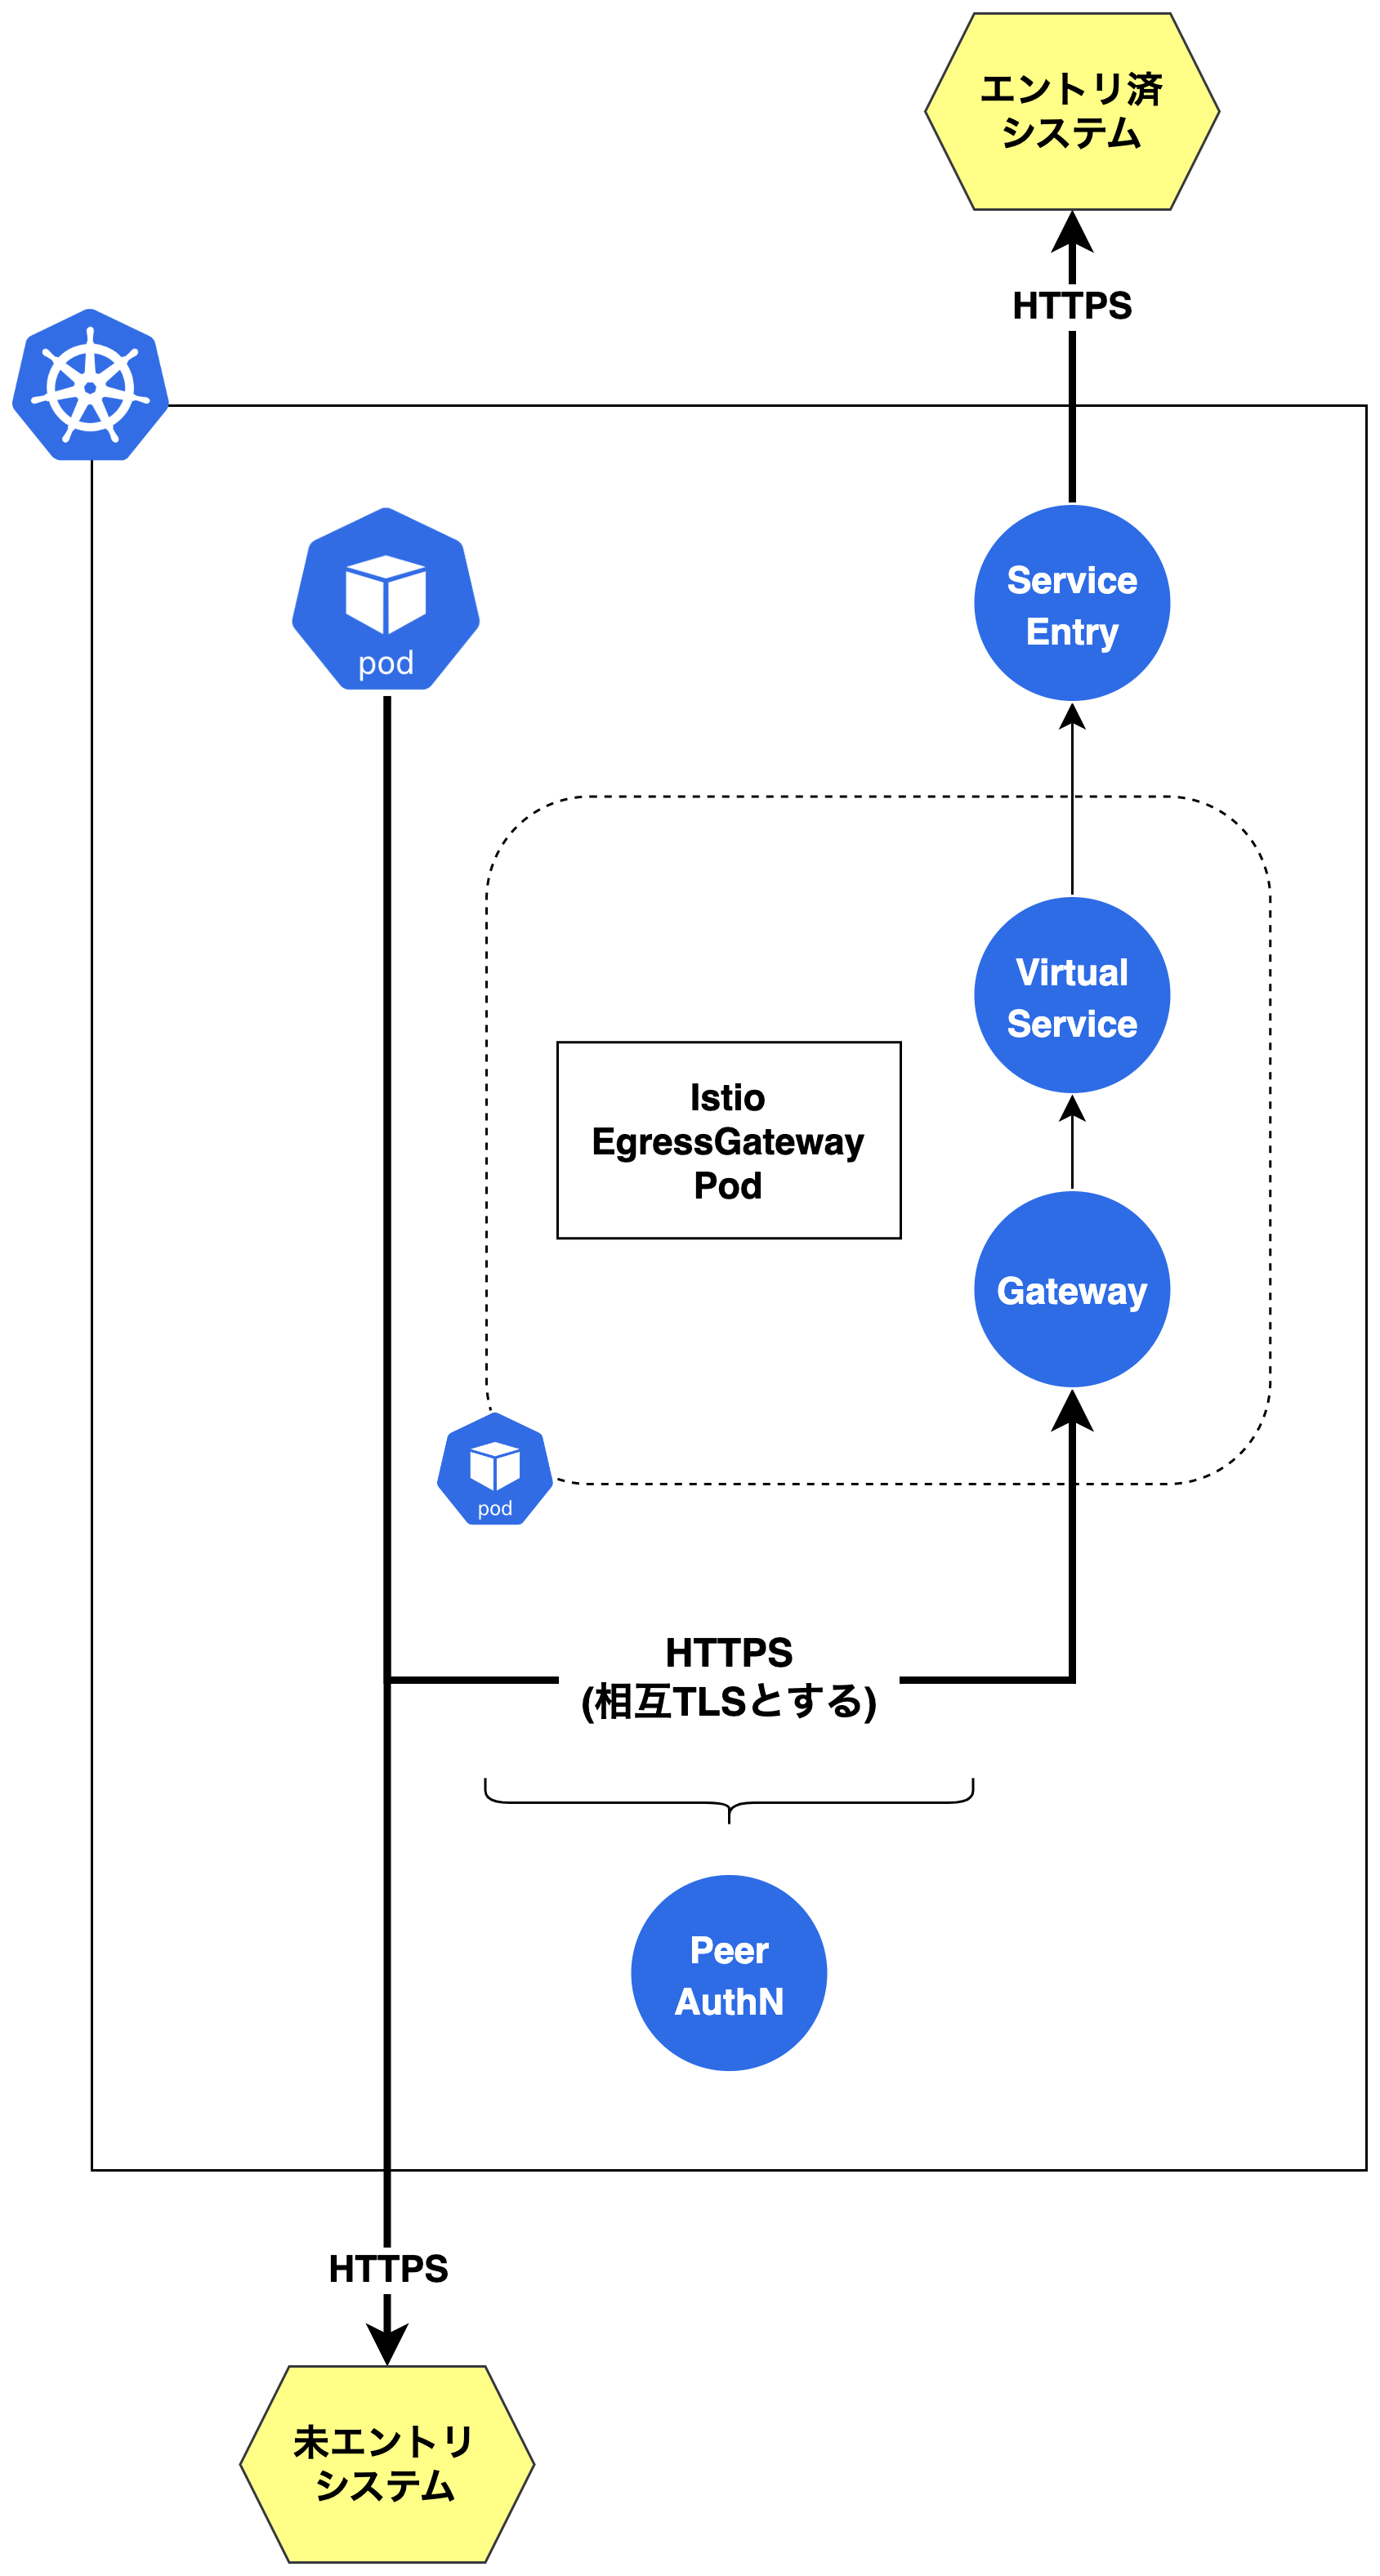 エントリ済
システム
HTTPS
pod
Service
Entry
Virtual
Service
Istio
EgressGateway
Pod
Gateway
pod
HTTPS
(相互TLSとする)
Peer
AuthN
HTTPS
未エントリ
システム